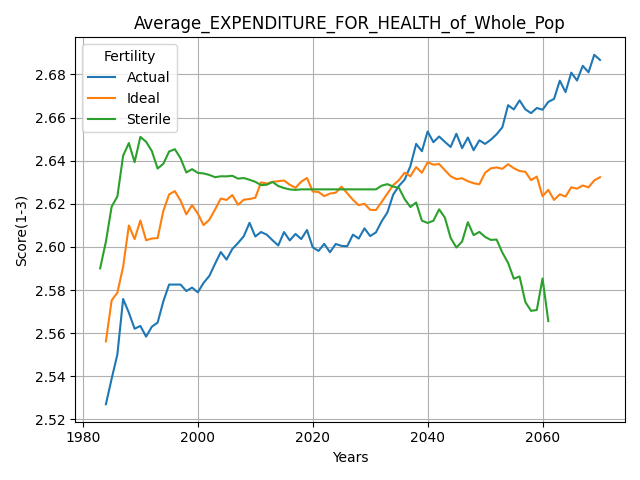 Average_EXPENDITURE_FOR_HEALTH_of_Whole_Pop
Fertility
Actual
Ideal
Sterile
Score(1-3)
2.68
2.66
2.64
2.62
2.60
2.58
2.56
2.54
2.52
1980
2000
2020
2040
2060
Years